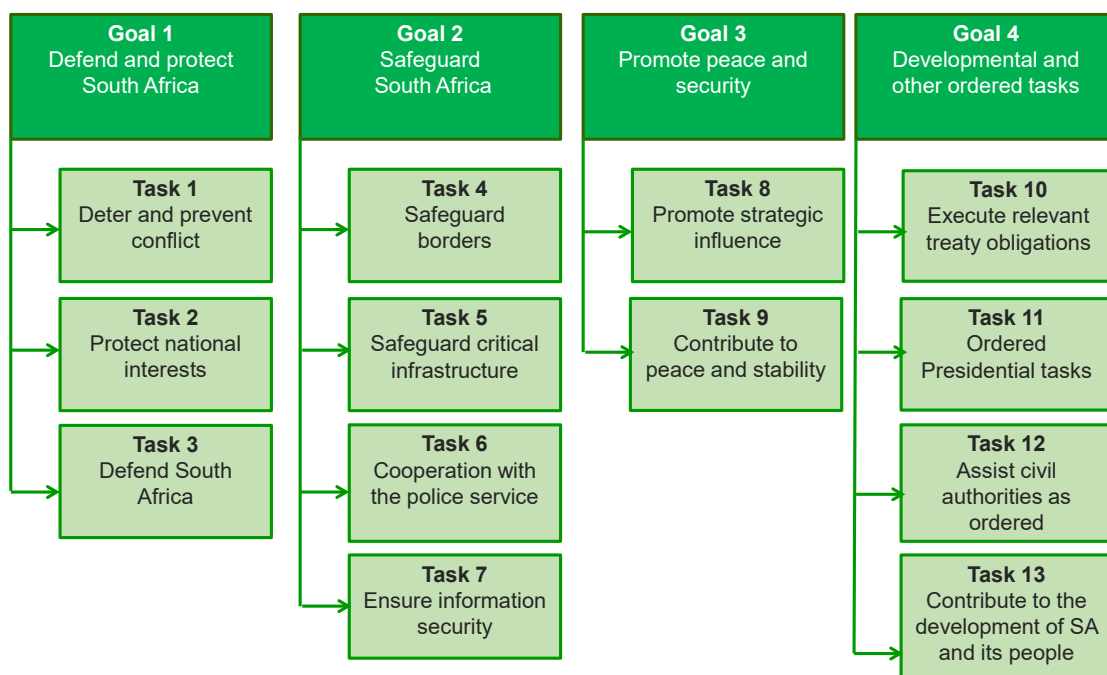 Goal 1
Defend and protect
South Africa
Task 1
Deter and prevent
conflict
Task 2
Protect national
interests
Task 3
Defend South
Africa
Goal 2
Safeguard
South Africa
Task 4
Safeguard
borders
Task 5
Safeguard critical
infrastructure
Task 6
Cooperation with
the police service
Task 7
Ensure information
security
Goal 3
Promote peace and
security
Task 8
Promote strategic
influence
Task 9
Contribute to
peace and stability
Goal 4
Developmental and
other ordered tasks
Task 10
Execute relevant
treaty obligations
Task 11
Ordered
Presidential tasks
Task 12
Assist civil
authorities as
ordered
Task 13
Contribute to the
development of SA
and its people